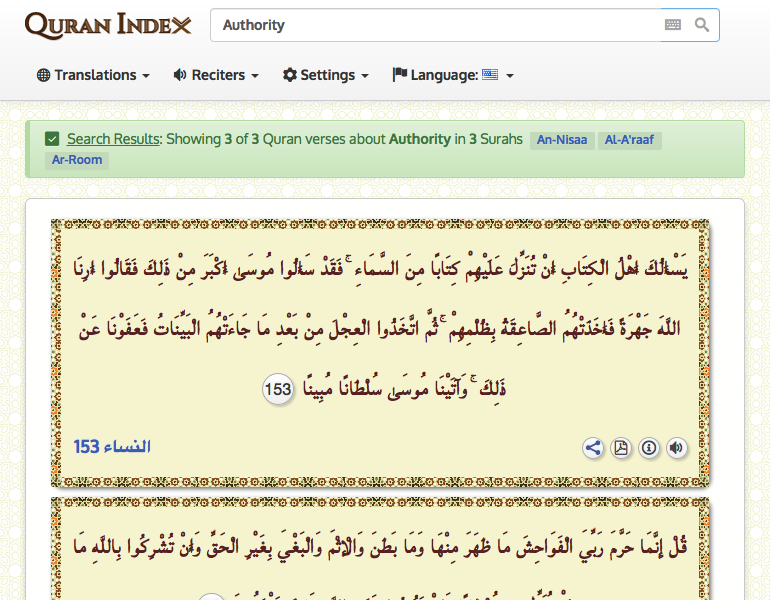 QURAN INDEX
Authority
Translations
Reciters
Settings
Language:
Search Results: Showing 3 of 3 Quran verses about Authority in 3 Surahs An-Nisaa Al-A'raaf
Ar-Room
يَسْأَلُكَ أَهْلُ الْكِتَابِ أَنْ تُنَزِّلَ عَلَيْهِمْ كِتَابًا مِنَ السَّمَاءِ ۚ فَقَدْ سَأَلُوا مُوسَىٰ أَكْبَرَ مِنْ ذَٰلِكَ فَقَالُوا أَرِنَا
اللَّهَ جَهْرَةً فَأَخَذَتْهُمُ الصَّاعِقَةُ بِظُلْمِهِمْ ۚ ثُمَّ اتَّخَذُوا الْعِجْلَ مِنْ بَعْدِ مَا جَاءَتْهُمُ الْبَيِّنَاتُ فَعَفَوْنَا عَنْ
ذَٰلِكَ ۚ وَآتَيْنَا مُوسَىٰ سُلْطَانًا مُبِينًا 153
النساء 153
قُلْ إِنَّمَا حَرَّمَ رَبِّيَ الْفَوَاحِشَ مَا ظَهَرَ مِنْهَا وَمَا بَطَنَ وَالْإِثْمَ وَالْبَغْيَ بِغَيْرِ الْحَقِّ وَأَنْ تُشْرِكُوا بِاللَّهِ مَا